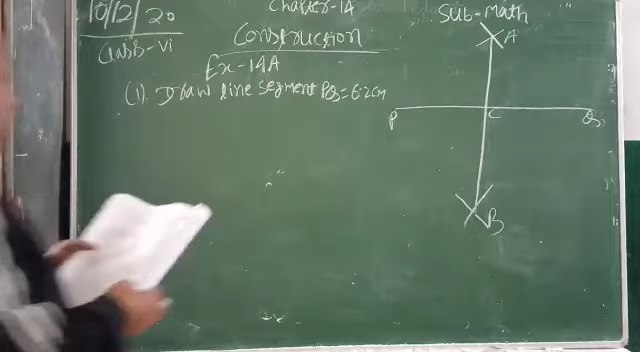 10/12/20
Class-VI
Chapter-14
Sub-Math
Construction
Ex-14A
(1). Draw line segment PQ=6.2cm
A
P
C
Q
B